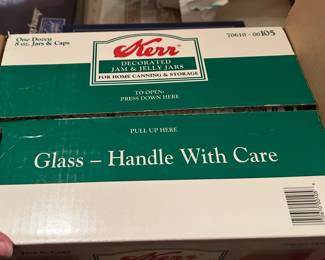 One Dozen
8 oz. Jars & Caps
Kerr
DECORATED
JAM & JELLY JARS
FOR HOME CANNING & STORAGE
70610-00105
TO OPEN:
PRESS DOWN HERE
PULL UP HERE
Glass – Handle With Care